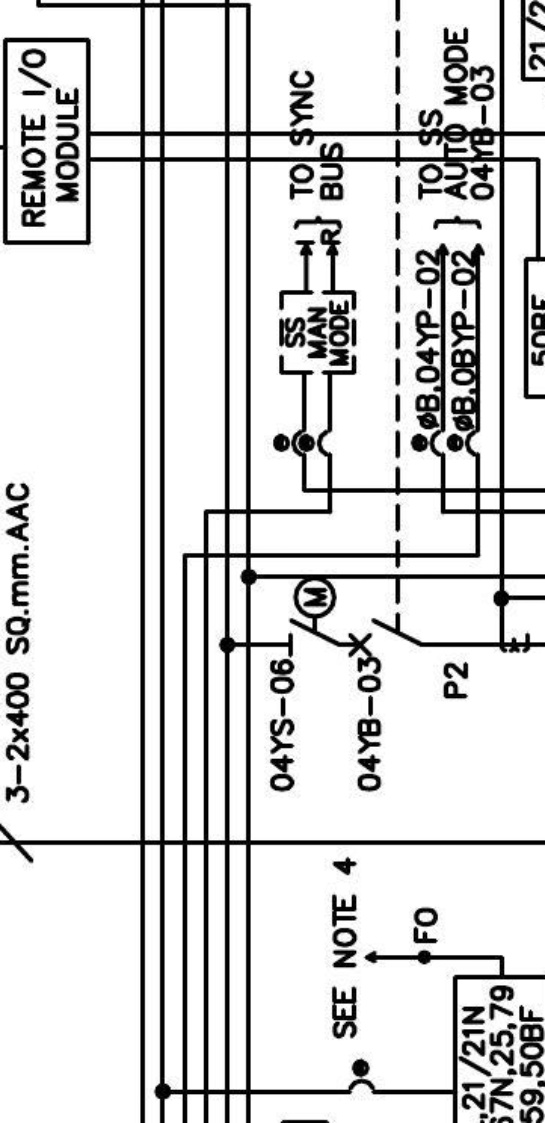 REMOTE I/O
MODULE
TO SYNC
BUS
I
R
SS
MAN
MODE
TO SS
AUTO MODE
04YB-03
øB,04YP-02
øB,0BYP-02
21/2
50BF
3-2x400 SQ.mm.AAC
M
04YS-06
04YB-03
P2
SEE NOTE 4
FO
,21/21N
67N,25,79
59,50BF